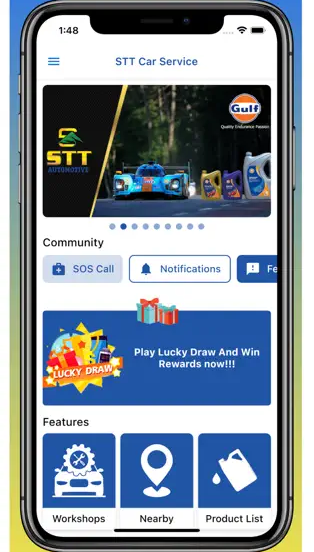 1:48
STT Car Service
Gulf
Quality Endurance Passion
STT
AUTOMOTIVE
Community
SOS Call
Notifications
Fe
LUCKY DRAW
Play Lucky Draw And Win
Rewards now!!!
Features
Workshops
Nearby
Product List